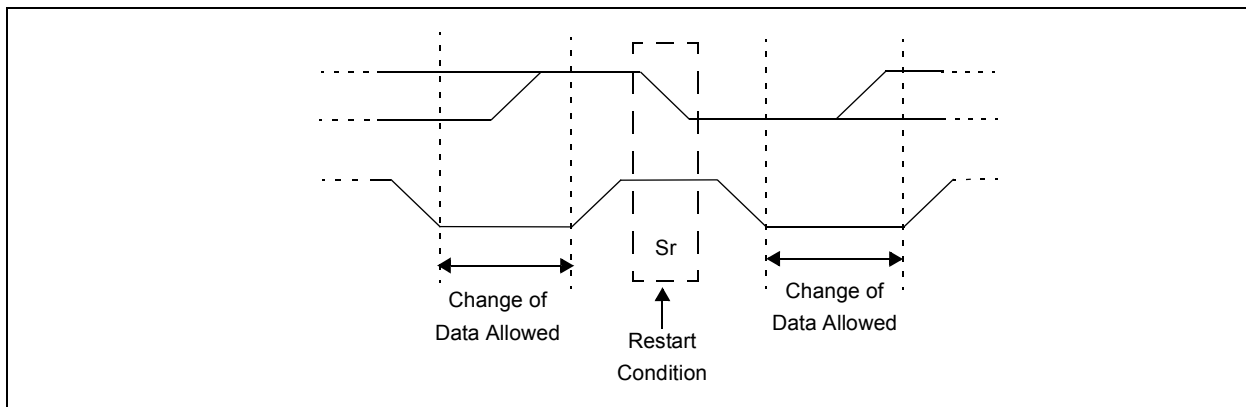 Sr
Change of
Data Allowed
Restart
Condition
Change of
Data Allowed